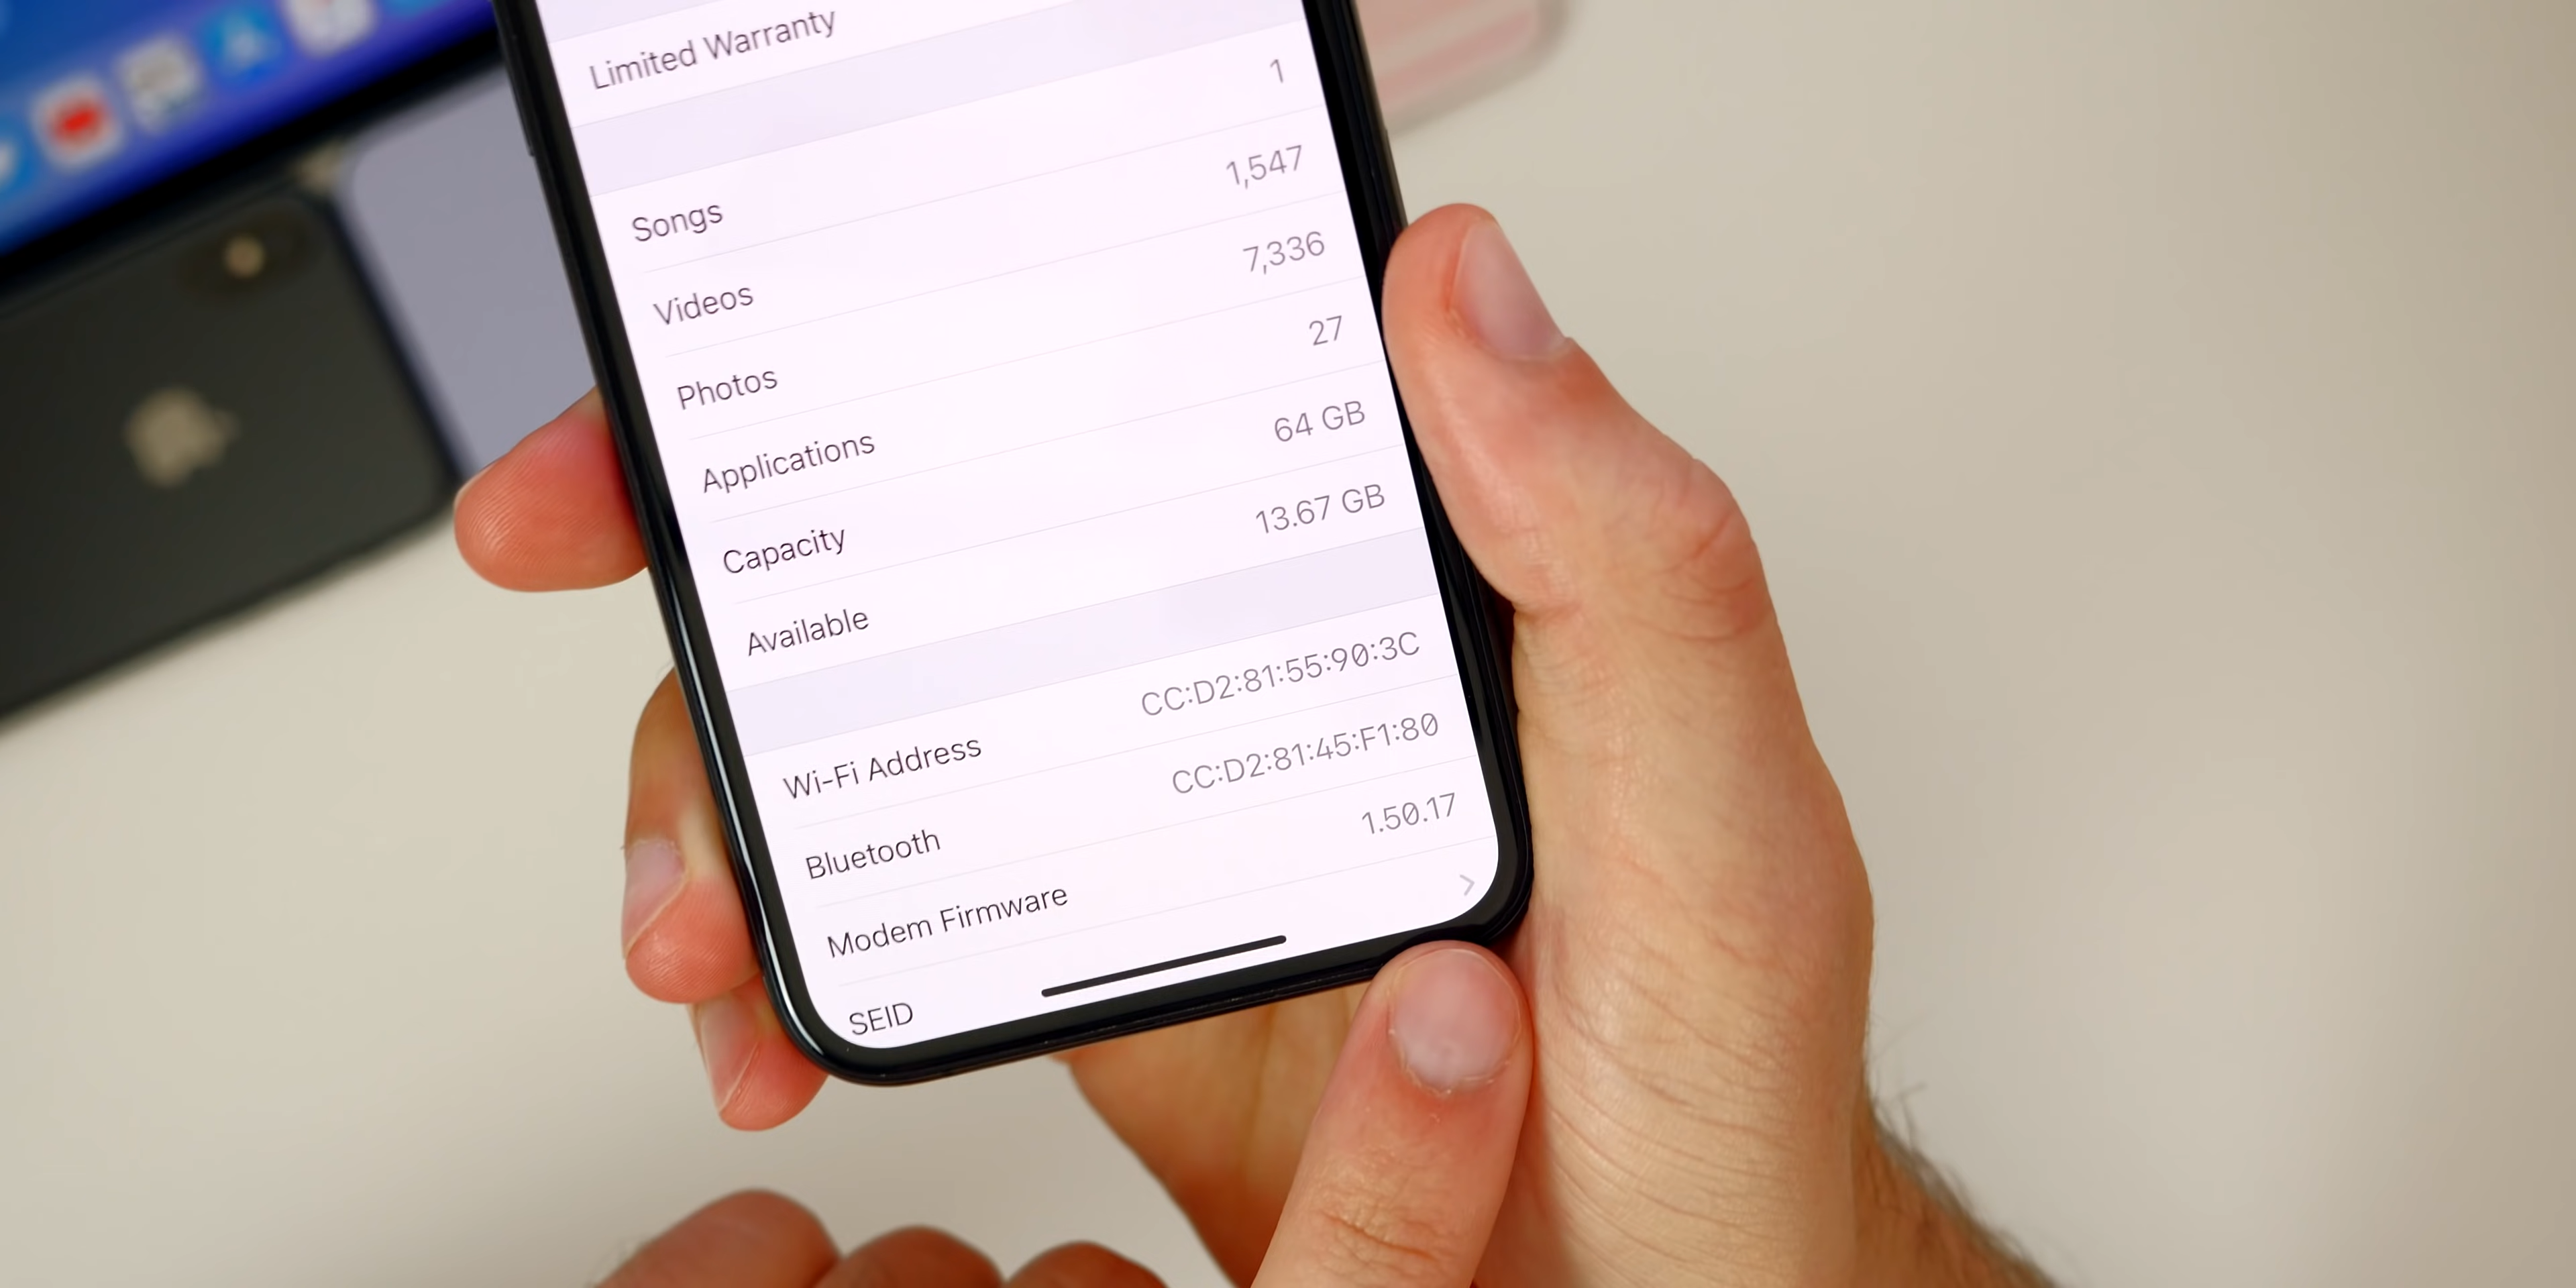 Limited Warranty
Songs 1
Videos 1,547
Photos 7,336
Applications 27
Capacity 64 GB
Available 13.67 GB
Wi-Fi Address CC:D2:81:55:90:3C
Bluetooth CC:D2:81:45:F1:80
Modem Firmware 1.50.17
SEID